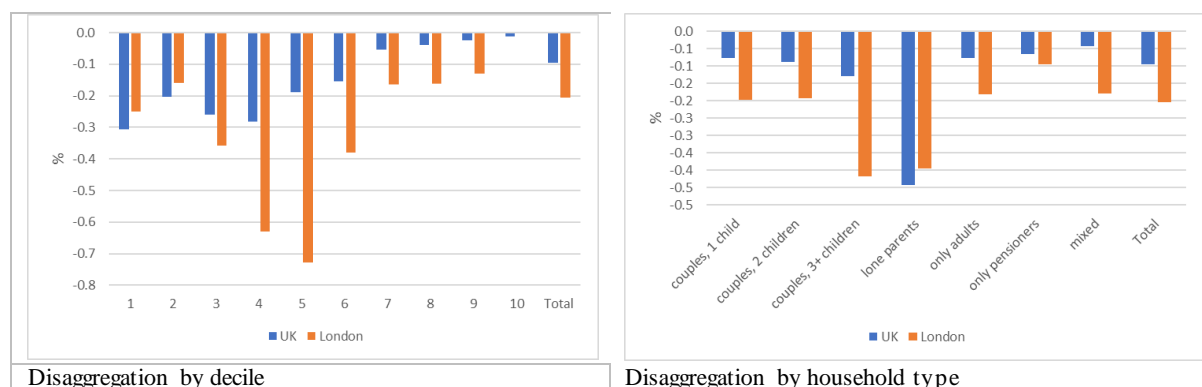 0.0
-0.1
-0.2
-0.3
-0.4
-0.5
-0.6
-0.7
-0.8
%
1 2 3 4 5 6 7 8 9 10 Total
UK London
Disaggregation by decile
0.0
-0.1
-0.1
-0.2
-0.2
-0.3
-0.3
-0.4
-0.4
-0.5
-0.5
%
couples, 1 child
couples, 2 children
couples, 3+ children
lone parents
only adults
only pensioners
mixed
Total
UK London
Disaggregation by household type